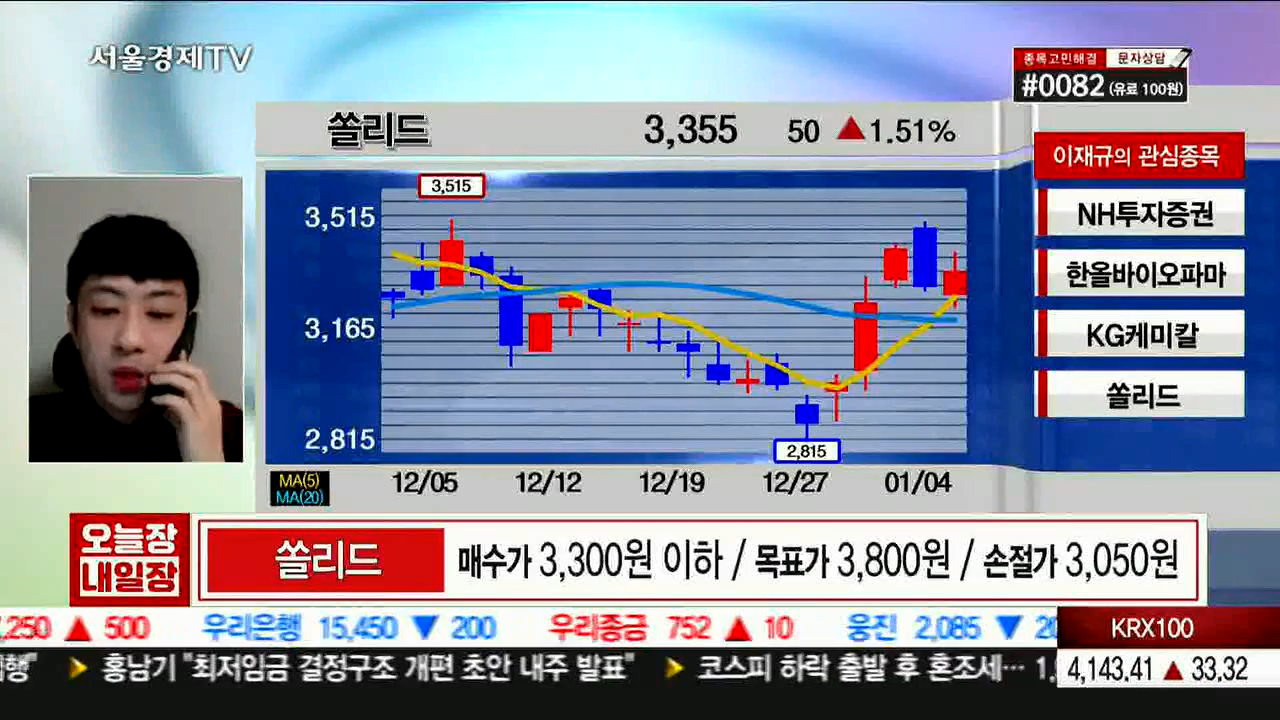 서울경제TV
종목고민해결 문자상담
#0082 (유료 100원)
쏠리드 3,355 50 ▲1.51%
이재규의 관심종목
NH투자증권
한올바이오파마
KG케미칼
쏠리드
3,515
3,515
3,165
2,815
2,815
12/05 12/12 12/19 12/27 01/04
MA(5)
MA(20)
오늘장
내일장
쏠리드 매수가 3,300원 이하 / 목표가 3,800원 / 손절가 3,050원
,250 ▲ 500 우리은행 15,450 ▼ 200 우리종금 752 ▲ 10 웅진 2,085 ▼ 20
KRX100
4,143,41 ▲ 33,32
행" 홍남기 "최저임금 결정구조 개편 초안 내주 발표" 코스피 하락 출발 후 혼조세… 1,